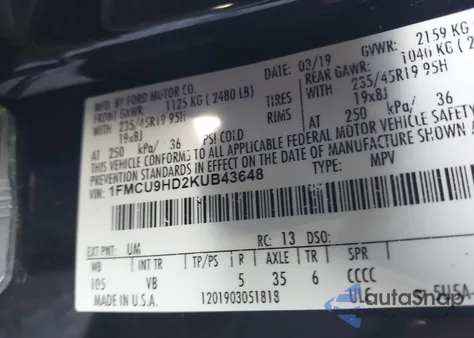 MFD. BY FORD MOTOR CO.
DATE: 03/19 GVWR: 2159 KG
FRONT GAWR: 1125 KG (2480 LB) REAR GAWR: 1040 KG (2
235/45R19 95H TIRES 235/45R19 95H
19x8J RIMS 19x8J
AT 250 kPa/ 36 PSI COLD AT 250 kPa/ 36
THIS VEHICLE CONFORMS TO ALL APPLICABLE FEDERAL MOTOR VEHICLE
STANDARDS IN EFFECT ON THE DATE OF MANUFACTURE SHOWN
VIN: 1FMCU9HD2KUB43648 TYPE: MPV
EXT PNT: UM RC: 13 DSO:
WB INT TR TP/PS R AXLE TR SPR
105 VB 5 35 6 CCCC
MADE IN U.S.A. 1201903051818 ULC 5U5A
autoShop